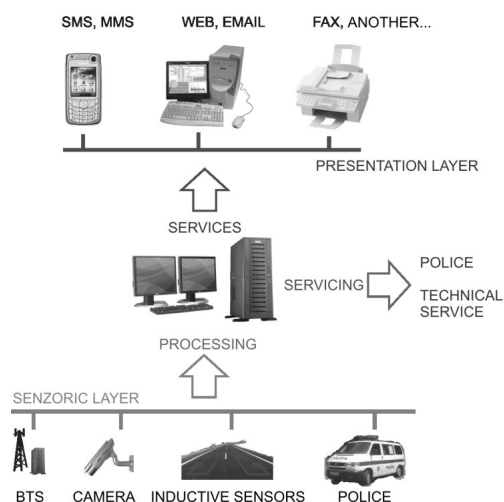 SMS, MMS
WEB, EMAIL
FAX, ANOTHER...
PRESENTATION LAYER
SERVICES
SERVICING
POLICE
TECHNICAL
SERVICE
PROCESSING
SENZORIC LAYER
BTS
CAMERA
INDUCTIVE SENSORS
POLICE